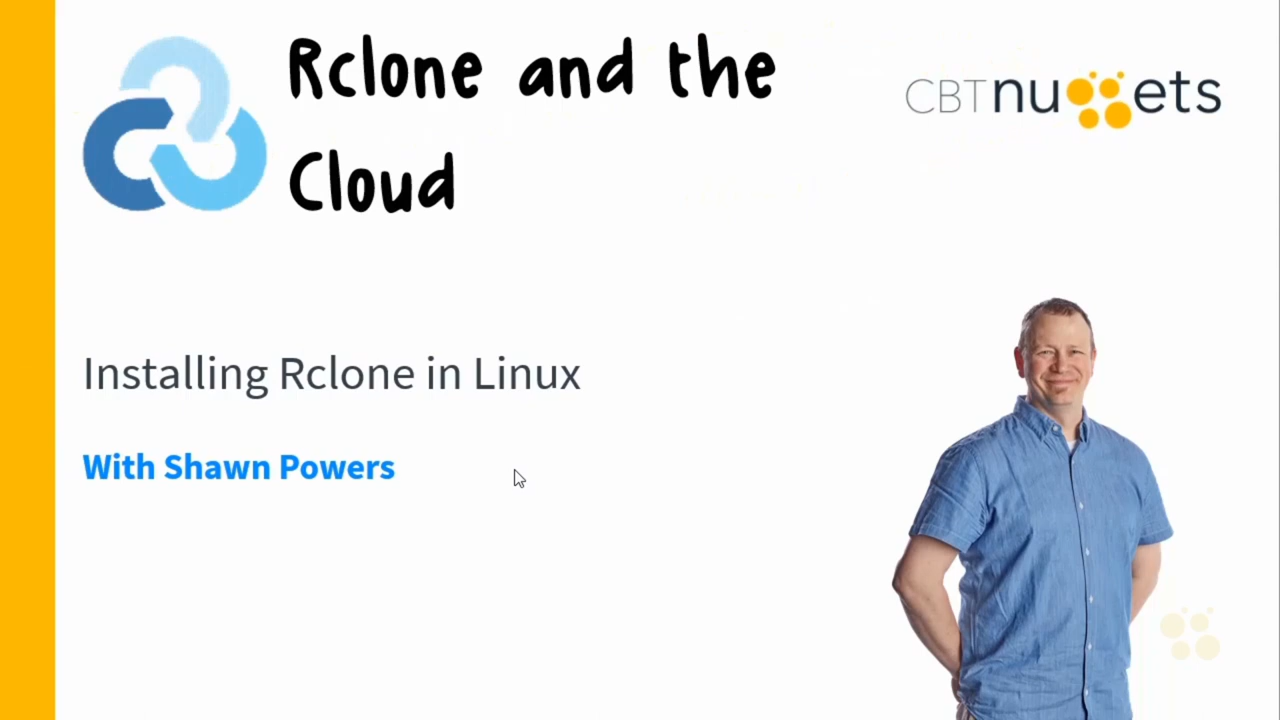 Rclone and the
Cloud
CBTnuggets
Installing Rclone in Linux
With Shawn Powers